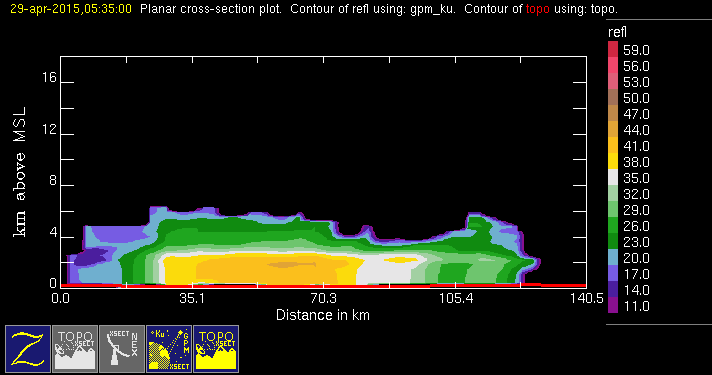 29-apr-2015,05:35:00 Planar cross-section plot. Contour of refl using: gpm_ku. Contour of topo using: topo.
refl
59.0
56.0
53.0
50.0
47.0
44.0
41.0
38.0
35.0
32.0
29.0
26.0
23.0
20.0
17.0
14.0
11.0
km above MSL
16
12
8
4
0
0.0 35.1 70.3 105.4 140.5
Distance in km
Z
TOPO XSECT
XSECT NEXR
Ku GPM XSECT
TOPO XSECT